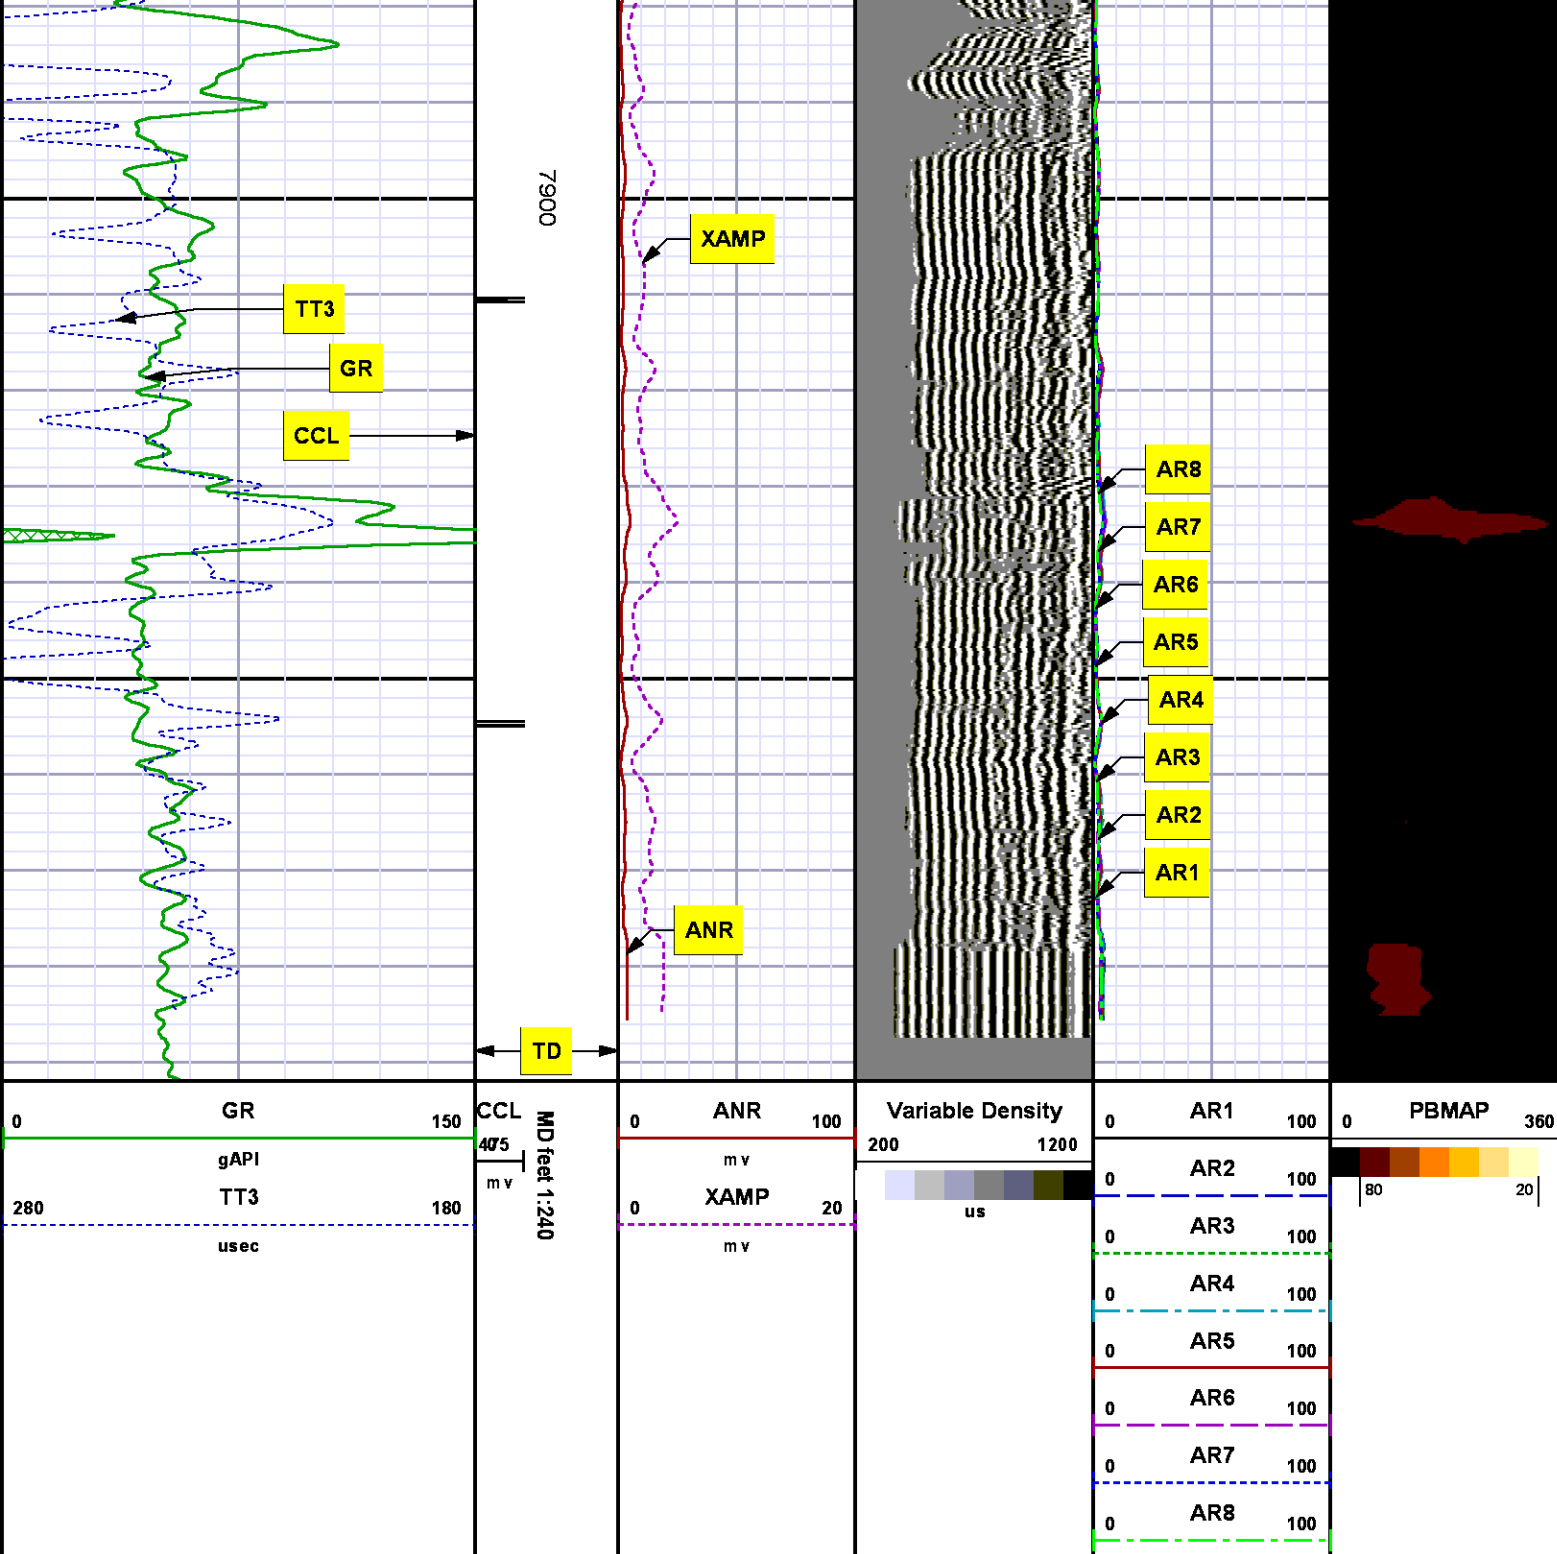 7900
XAMP
TT3
GR
CCL
AR8
AR7
AR6
AR5
AR4
AR3
AR2
AR1
ANR
TD
0 GR 150
gAPI
280 TT3 180
usec
CCL
mv
MD feet 1:240
0 ANR 100
mv
0 XAMP 20
mv
Variable Density
200 1200
us
0 AR1 100
0 AR2 100
0 AR3 100
0 AR4 100
0 AR5 100
0 AR6 100
0 AR7 100
0 AR8 100
0 PBMAP 360
80 20